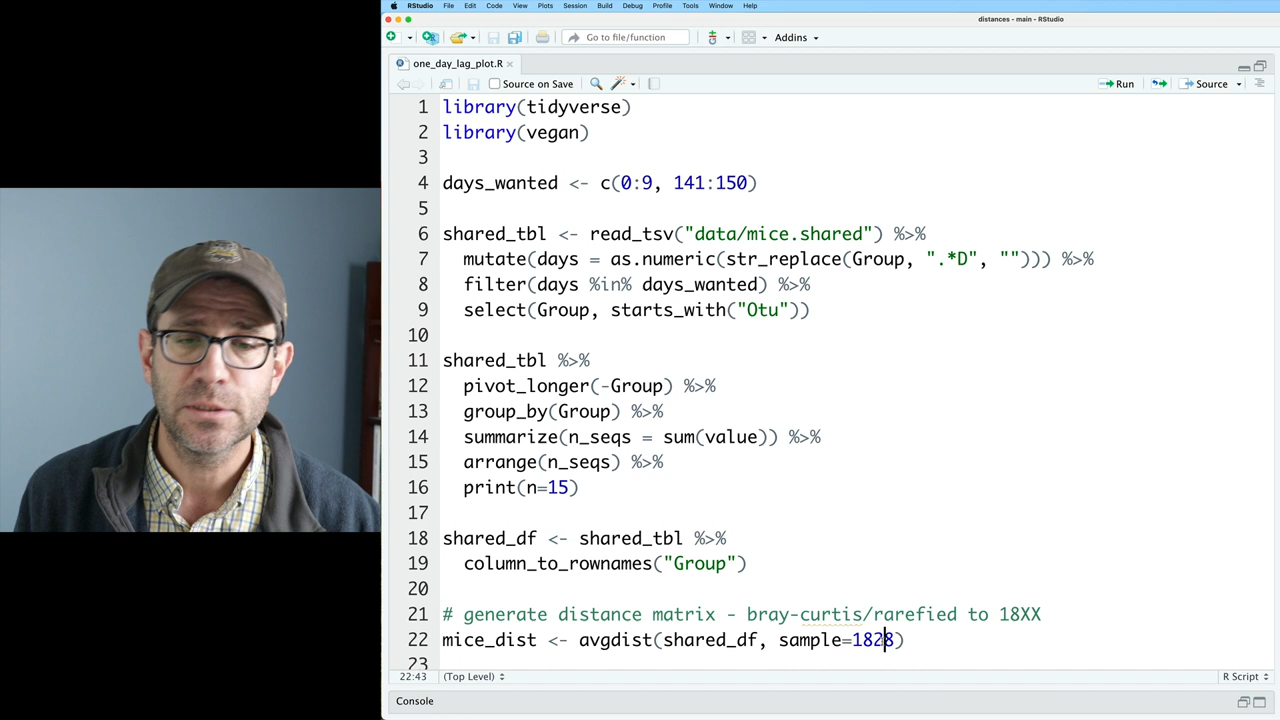 RStudio File Edit Code View Plots Session Build Debug Profile Tools Window Help
distances - main - RStudio
Go to file/function Addins
one_day_lag_plot.R
Source on Save Run Source
1 library(tidyverse)
2 library(vegan)
3
4 days_wanted <- c(0:9, 141:150)
5
6 shared_tbl <- read_tsv("data/mice.shared") %>%
7 mutate(days = as.numeric(str_replace(Group, ".*D", ""))) %>%
8 filter(days %in% days_wanted) %>%
9 select(Group, starts_with("Otu"))
10
11 shared_tbl %>%
12 pivot_longer(-Group) %>%
13 group_by(Group) %>%
14 summarize(n_seqs = sum(value)) %>%
15 arrange(n_seqs) %>%
16 print(n=15)
17
18 shared_df <- shared_tbl %>%
19 column_to_rownames("Group")
20
21 # generate distance matrix - bray-curtis/rarefied to 18XX
22 mice_dist <- avgdist(shared_df, sample=1828)
23
22:43 (Top Level) R Script
Console